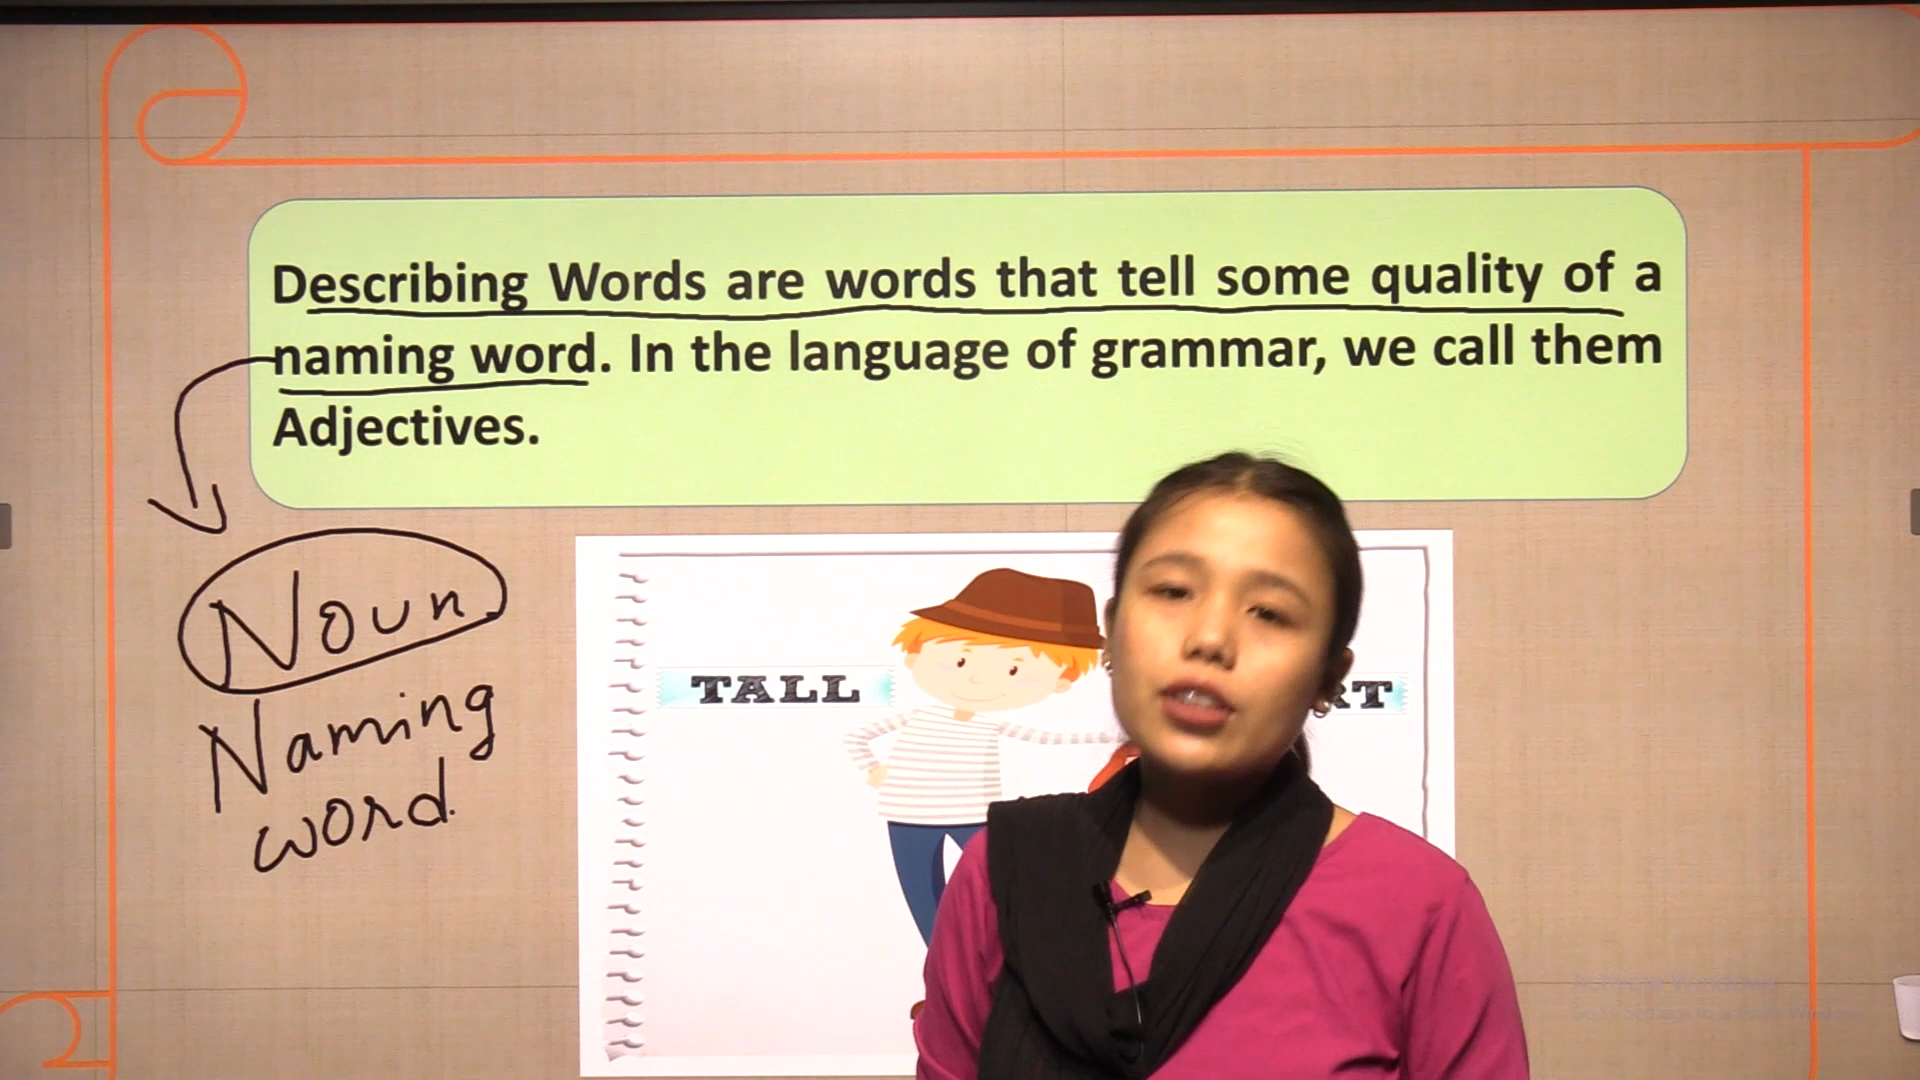 Describing Words are words that tell some quality of a
naming word. In the language of grammar, we call them
Adjectives.
Noun
Naming
word.
TALL
RT